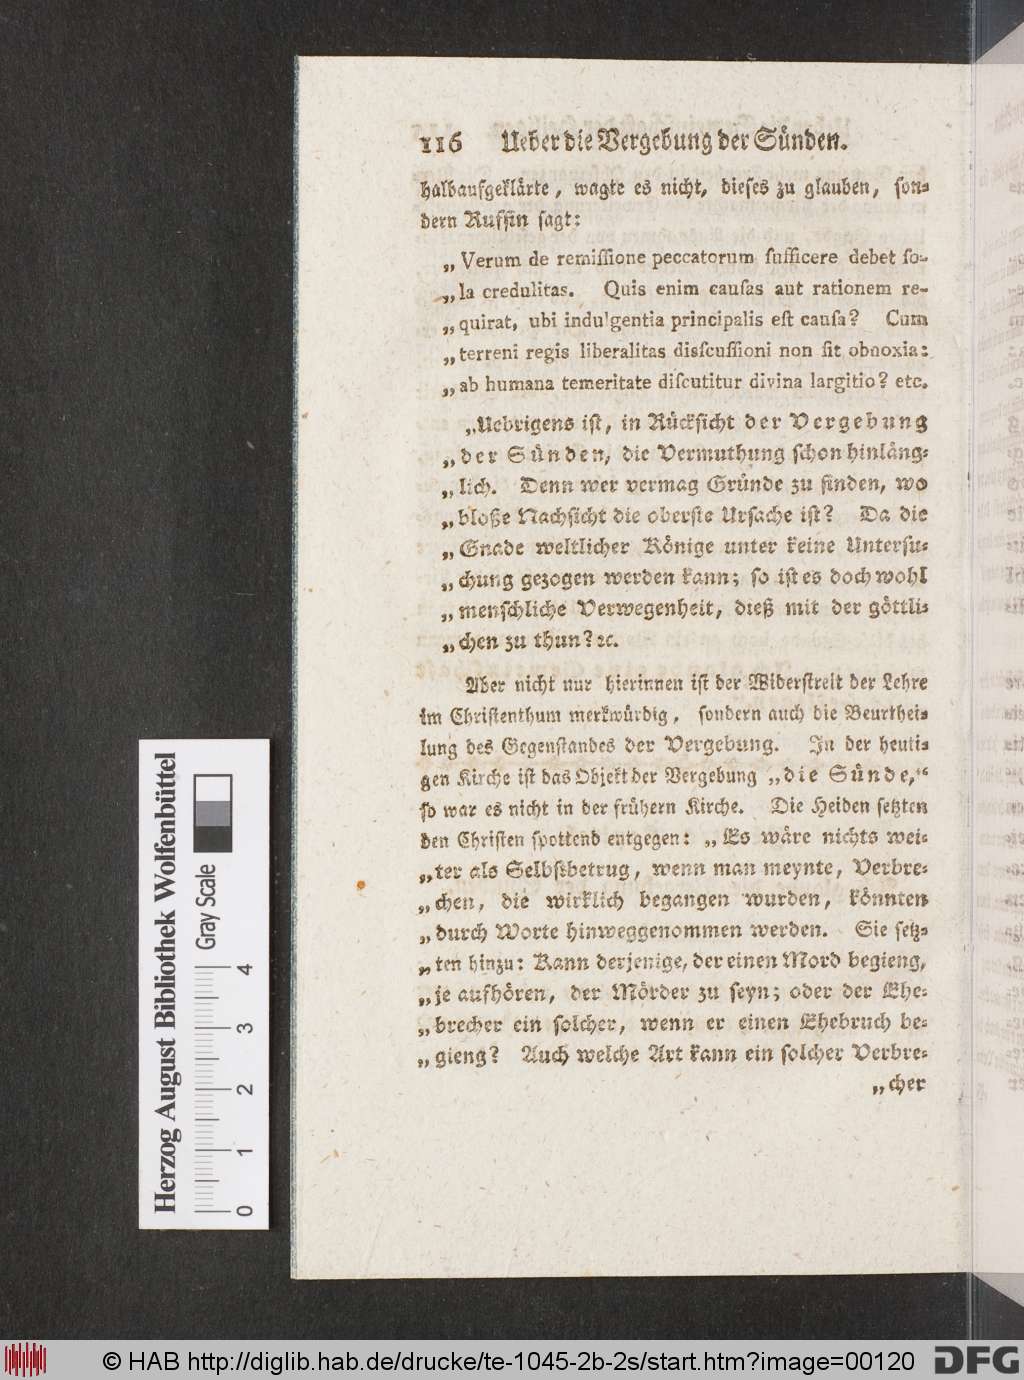 116 Ueber die Vergebung der Sünden.
halbaufgeklärte, wagte es nicht, dieses zu glauben, son-
dern Ruffin sagt:
„Verum de remiſſione peccatorum ſufficere debet ſo-
„la credulitas. Quis enim cauſas aut rationem re-
„quirat, ubi indulgentia principalis eſt cauſa? Cum
„terreni regis liberalitas disſcuſſioni non ſit obnoxia:
„ab humana temeritate diſcutitur divina largitio? etc.
„Uebrigens iſt, in Rückſicht der Vergebung
„der Sünden, die Vermuthung ſchon hinläng-
„lich. Denn wer vermag Gründe zu finden, wo
„bloße Nachſicht die oberſte Urſache iſt? Da die
„Gnade weltlicher Könige unter keine Unterſu-
„chung gezogen werden kann; ſo iſt es doch wohl
„menſchliche Verwegenheit, dieß mit der göttli-
„chen zu thun? ꝛc.
Aber nicht nur hierinnen iſt der Widerſtreit der Lehre
im Chriſtenthum merkwürdig, ſondern auch die Beurthei-
lung des Gegenſtandes der Vergebung. In der heuti-
gen Kirche iſt das Objekt der Vergebung „die Sünde,“
ſo war es nicht in der frühern Kirche. Die Heiden ſetzten
den Chriſten ſpottend entgegen: „Es wäre nichts wei-
„ter als Selbſtbetrug, wenn man meynte, Verbre-
„chen, die wirklich begangen wurden, könnten
„durch Worte hinweggenommen werden. Sie ſetz-
„ten hinzu: Kann derjenige, der einen Mord begieng,
„je aufhören, der Mörder zu ſeyn; oder der Ehe-
„brecher ein ſolcher, wenn er einen Ehebruch be-
„gieng? Auch welche Art kann ein ſolcher Verbre-
„cher
Herzog August Bibliothek Wolfenbüttel
Gray Scale
0 1 2 3 4
© HAB http://diglib.hab.de/drucke/te-1045-2b-2s/start.htm?image=00120
DFG